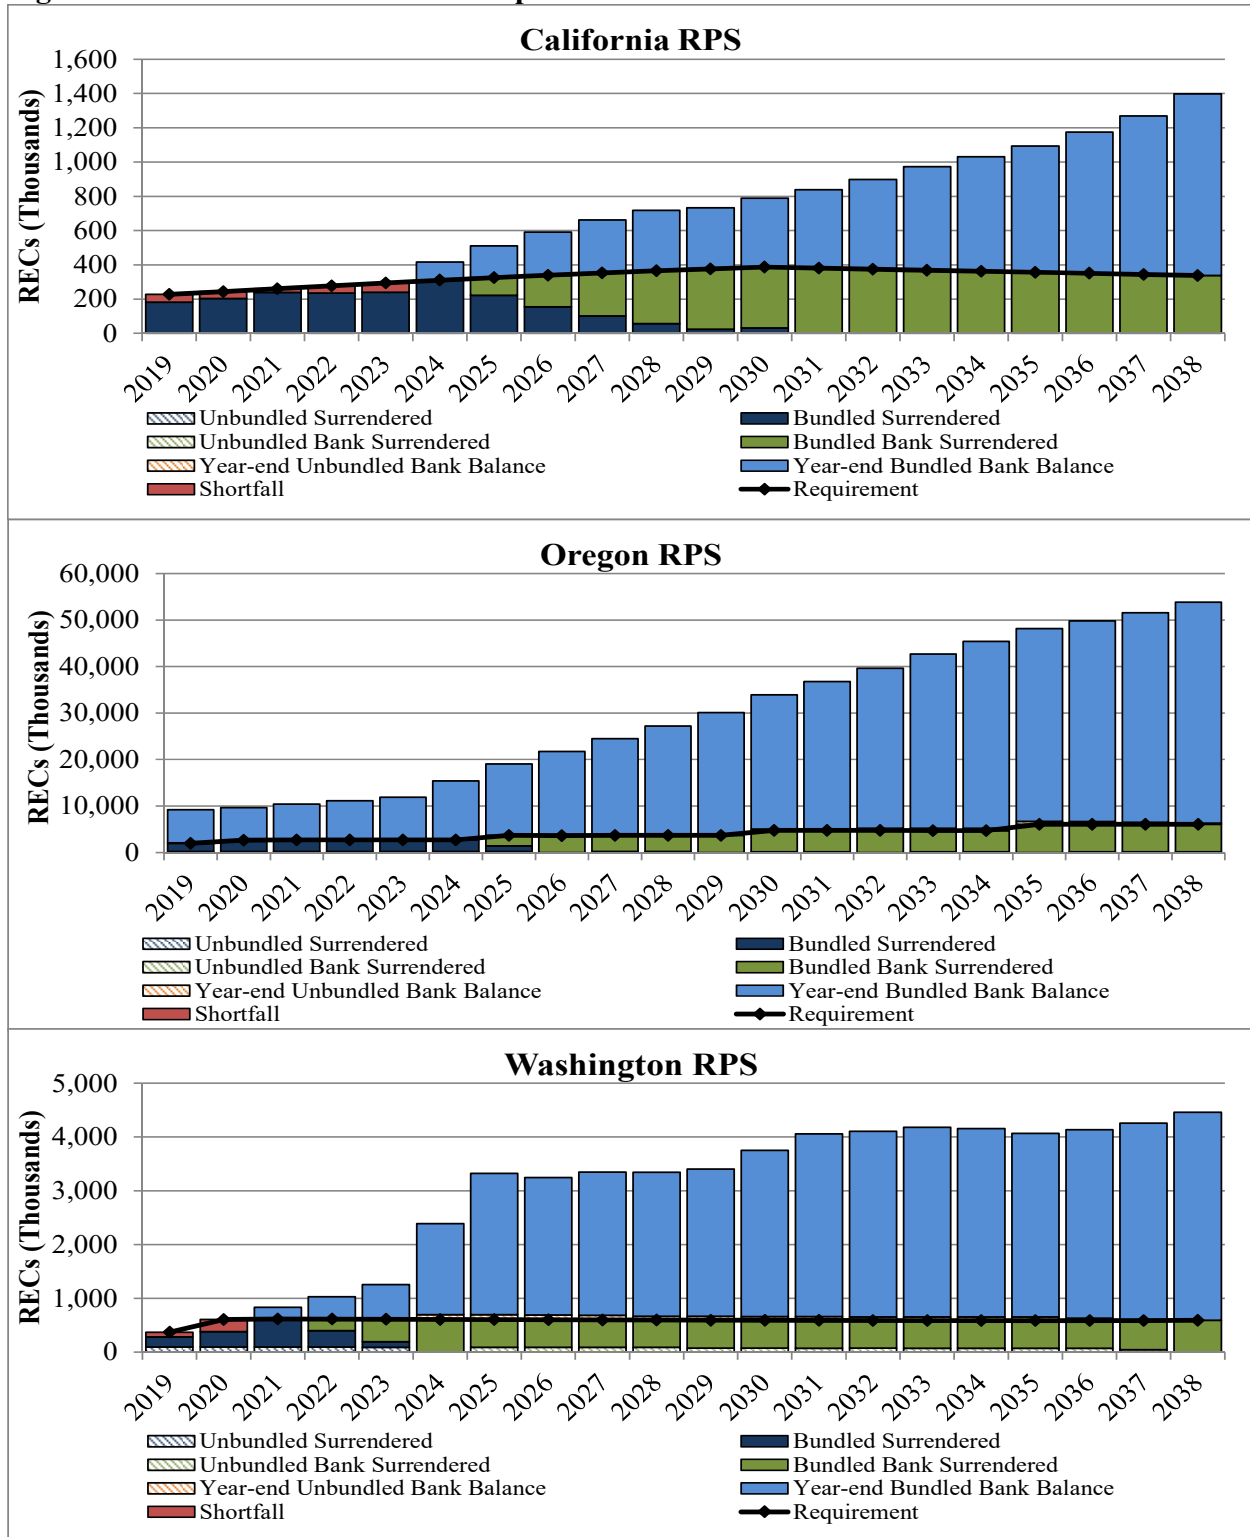 California RPS
RECs (Thousands)
1,600
1,400
1,200
1,000
800
600
400
200
0
2019 2020 2021 2022 2023 2024 2025 2026 2027 2028 2029 2030 2031 2032 2033 2034 2035 2036 2037 2038
Unbundled Surrendered Bundled Surrendered
Unbundled Bank Surrendered Bundled Bank Surrendered
Year-end Unbundled Bank Balance Year-end Bundled Bank Balance
Shortfall Requirement
Oregon RPS
RECs (Thousands)
60,000
50,000
40,000
30,000
20,000
10,000
0
2019 2020 2021 2022 2023 2024 2025 2026 2027 2028 2029 2030 2031 2032 2033 2034 2035 2036 2037 2038
Unbundled Surrendered Bundled Surrendered
Unbundled Bank Surrendered Bundled Bank Surrendered
Year-end Unbundled Bank Balance Year-end Bundled Bank Balance
Shortfall Requirement
Washington RPS
RECs (Thousands)
5,000
4,000
3,000
2,000
1,000
0
2019 2020 2021 2022 2023 2024 2025 2026 2027 2028 2029 2030 2031 2032 2033 2034 2035 2036 2037 2038
Unbundled Surrendered Bundled Surrendered
Unbundled Bank Surrendered Bundled Bank Surrendered
Year-end Unbundled Bank Balance Year-end Bundled Bank Balance
Shortfall Requirement